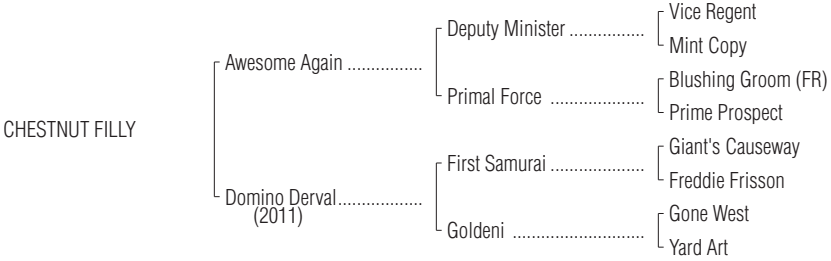 Vice Regent
Deputy Minister ................
Mint Copy
Awesome Again ................
Blushing Groom (FR)
Primal Force ....................
Prime Prospect
CHESTNUT FILLY
Giant's Causeway
First Samurai ....................
Freddie Frisson
Domino Derval..................
(2011)
Gone West
Goldeni ............................
Yard Art